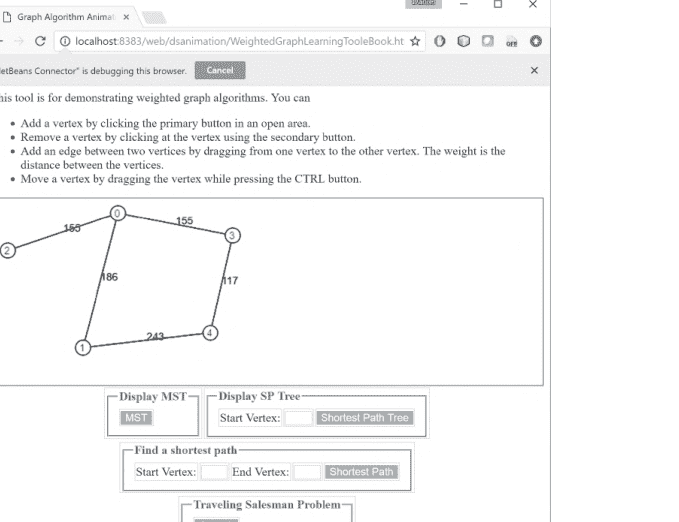 Graph Algorithm Animat
localhost:8383/web/dsanimation/WeightedGraphLearningTooleBook.ht
etBeans Connector" is debugging this browser. Cancel
his tool is for demonstrating weighted graph algorithms. You can
• Add a vertex by clicking the primary button in an open area.
• Remove a vertex by clicking at the vertex using the secondary button.
• Add an edge between two vertices by dragging from one vertex to the other vertex. The weight is the
distance between the vertices.
• Move a vertex by dragging the vertex while pressing the CTRL button.
0
155
155
3
2
186
117
243
4
1
Display MST
Display SP Tree
MST
Start Vertex: Shortest Path Tree
Find a shortest path
Start Vertex: End Vertex: Shortest Path
Traveling Salesman Problem